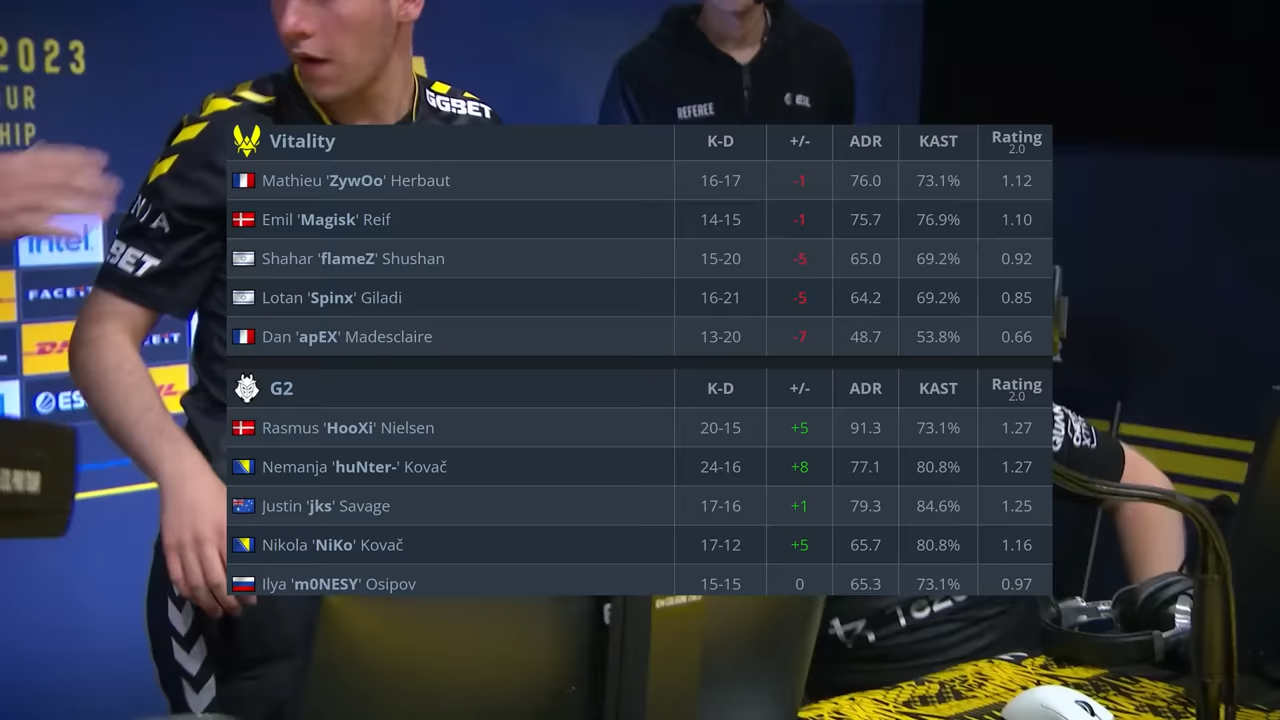 2023
UR
HIP
GGBET
REFEREE
ESL
intel.
BET
FACEIT
Vitality K-D +/- ADR KAST Rating 2.0
Mathieu 'ZywOo' Herbaut 16-17 -1 76.0 73.1% 1.12
Emil 'Magisk' Reif 14-15 -1 75.7 76.9% 1.10
Shahar 'flameZ' Shushan 15-20 -5 65.0 69.2% 0.92
Lotan 'Spinx' Giladi 16-21 -5 64.2 69.2% 0.85
Dan 'apEX' Madesclaire 13-20 -7 48.7 53.8% 0.66
G2 K-D +/- ADR KAST Rating 2.0
Rasmus 'HooXi' Nielsen 20-15 +5 91.3 73.1% 1.27
Nemanja 'huNter-' Kovač 24-16 +8 77.1 80.8% 1.27
Justin 'jks' Savage 17-16 +1 79.3 84.6% 1.25
Nikola 'NiKo' Kovač 17-12 +5 65.7 80.8% 1.16
Ilya 'm0NESY' Osipov 15-15 0 65.3 73.1% 0.97